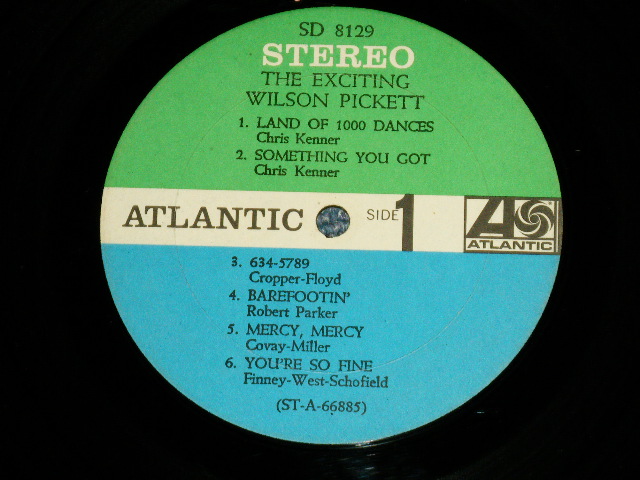 SD 8129
STEREO
THE EXCITING
WILSON PICKETT
1. LAND OF 1000 DANCES
Chris Kenner
2. SOMETHING YOU GOT
Chris Kenner
ATLANTIC
SIDE 1
ATLANTIC
3. 634-5789
Cropper-Floyd
4. BAREFOOTIN'
Robert Parker
5. MERCY, MERCY
Covay-Miller
6. YOU'RE SO FINE
Finney-West-Schofield
(ST-A-66885)